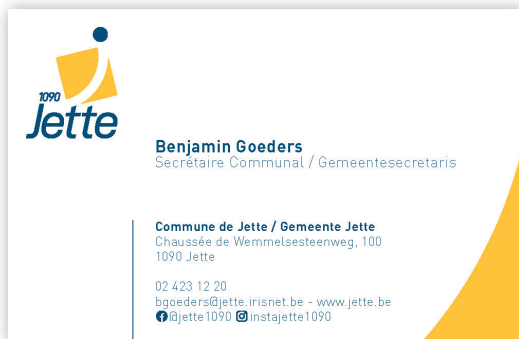 1090
Jette
Benjamin Goeders
Secrétaire Communal / Gemeentesecretaris
Commune de Jette / Gemeente Jette
Chaussée de Wemmelsesteenweg, 100
1090 Jette
02 423 12 20
bgoeders@jette.irisnet.be - www.jette.be
@jette1090 instajette1090